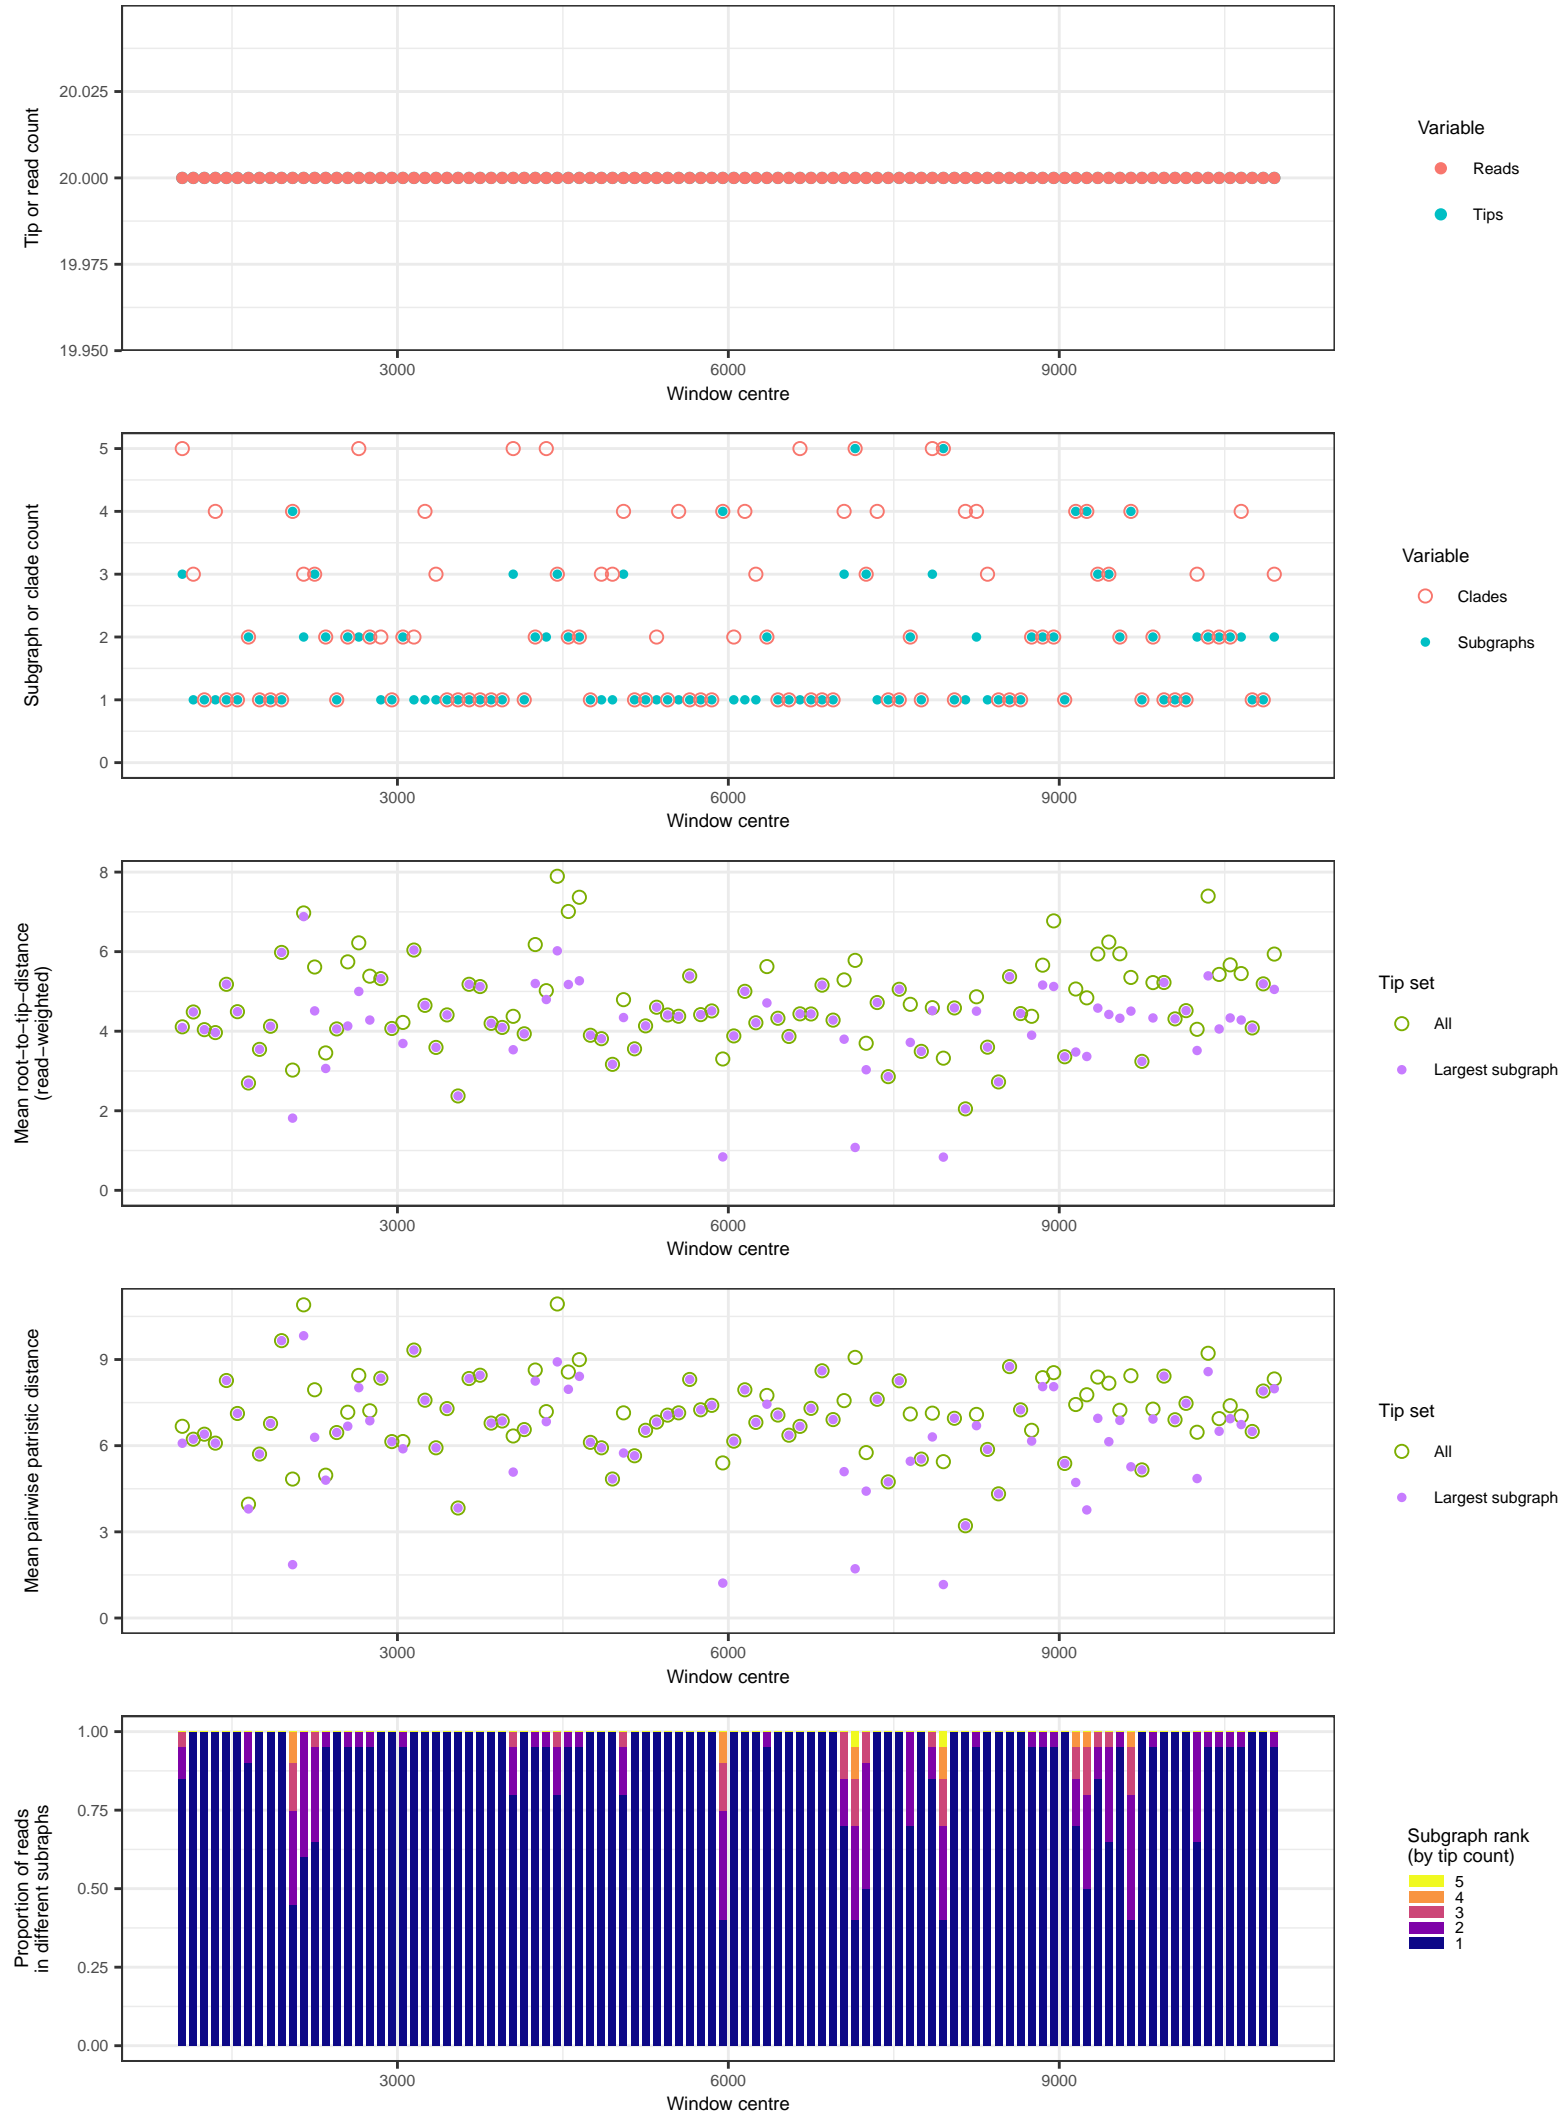 20.025
20.000
19.975
19.950
Tip or read count
3000 6000 9000
Window centre
Variable
Reads
Tips
5
4
3
2
1
0
Subgraph or clade count
3000 6000 9000
Window centre
Variable
Clades
Subgraphs
8
6
4
2
0
Mean root−to−tip−distance
(read−weighted)
3000 6000 9000
Window centre
Tip set
All
Largest subgraph
9
6
3
0
Mean pairwise patristic distance
3000 6000 9000
Window centre
Tip set
All
Largest subgraph
1.00
0.75
0.50
0.25
0.00
Proportion of reads
in different subraphs
3000 6000 9000
Window centre
Subgraph rank
(by tip count)
5
4
3
2
1